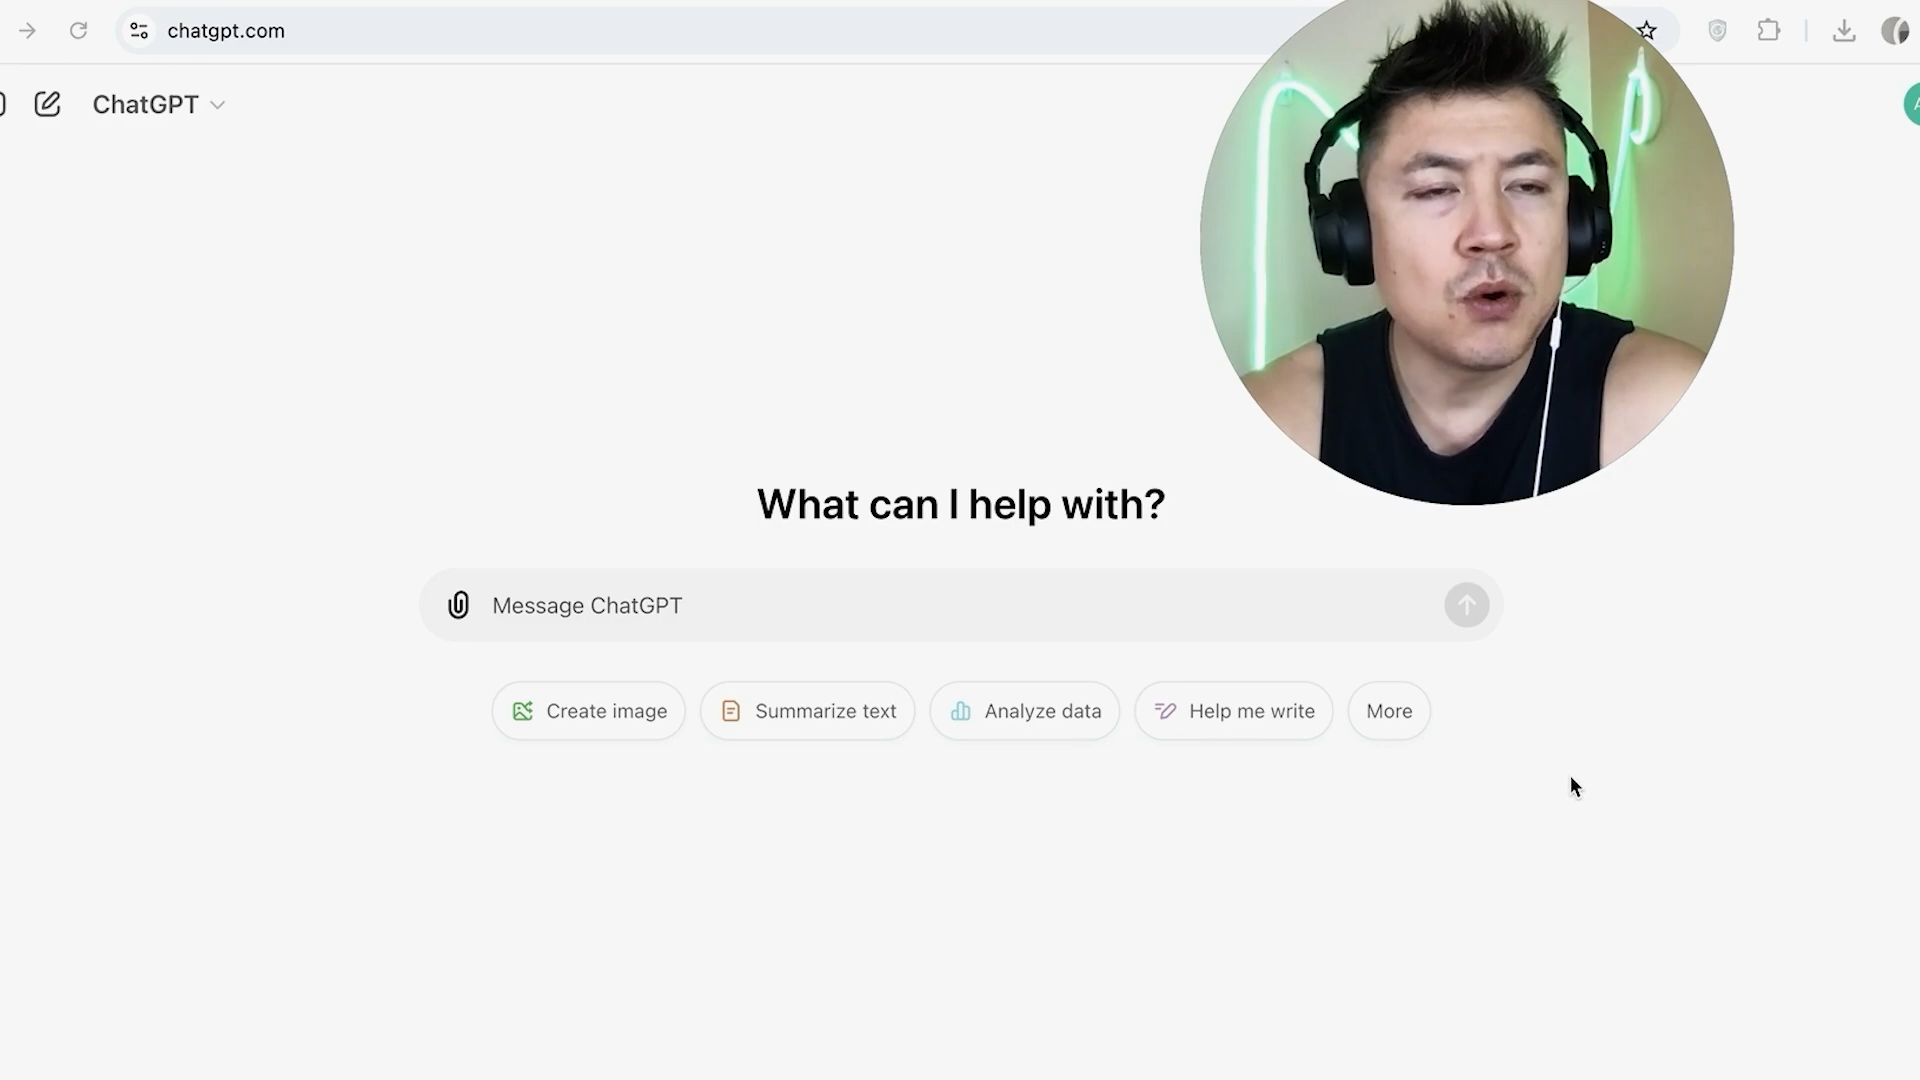 chatgpt.com
ChatGPT
What can I help with?
Message ChatGPT
Create image
Summarize text
Analyze data
Help me write
More